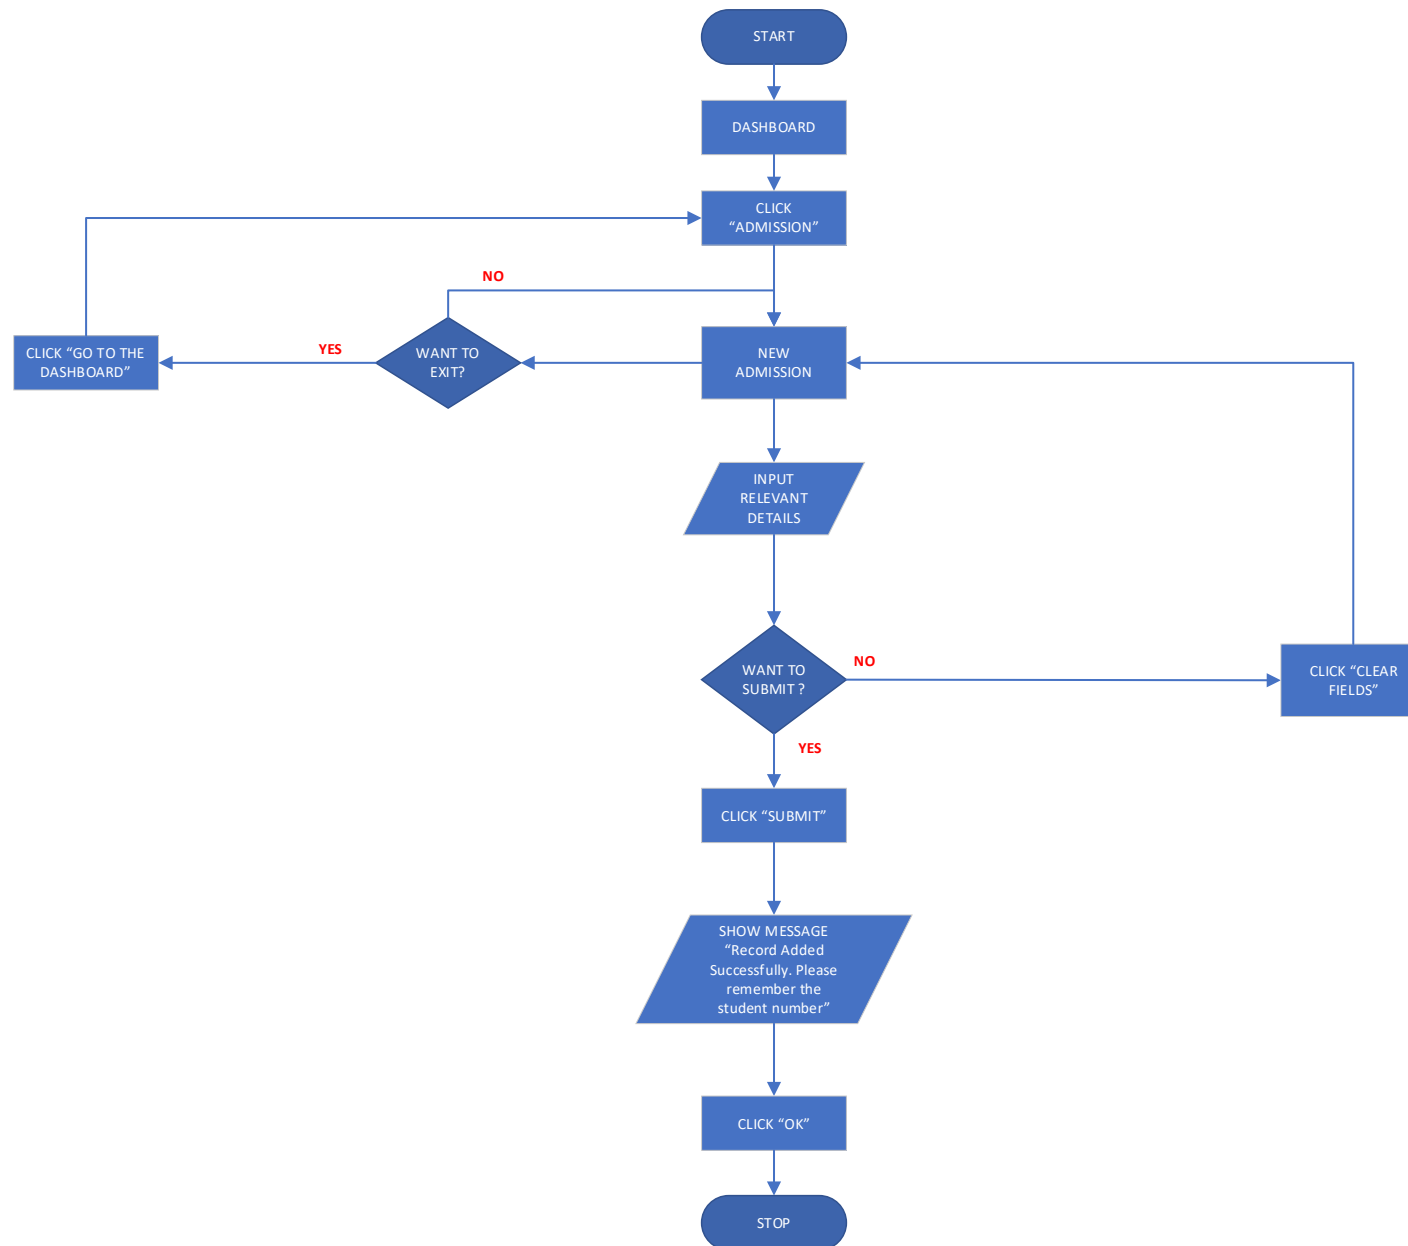 START
DASHBOARD
CLICK
“ADMISSION”
NO
CLICK “GO TO THE
DASHBOARD”
YES
WANT TO
EXIT?
NEW
ADMISSION
INPUT
RELEVANT
DETAILS
WANT TO
SUBMIT ?
NO
CLICK “CLEAR
FIELDS”
YES
CLICK “SUBMIT”
SHOW MESSAGE
“Record Added
Successfully. Please
remember the
student number”
CLICK “OK”
STOP